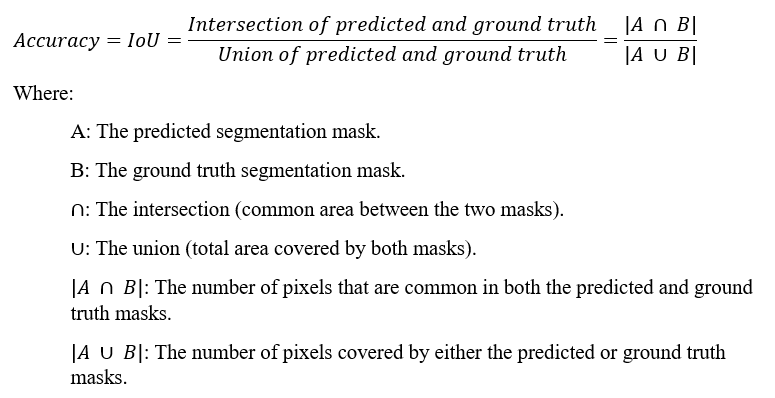 Accuracy = IoU = Intersection of predicted and ground truth / Union of predicted and ground truth = |A ∩ B| / |A ∪ B|
Where:
A: The predicted segmentation mask.
B: The ground truth segmentation mask.
∩: The intersection (common area between the two masks).
∪: The union (total area covered by both masks).
|A ∩ B|: The number of pixels that are common in both the predicted and ground
truth masks.
|A ∪ B|: The number of pixels covered by either the predicted or ground truth
masks.